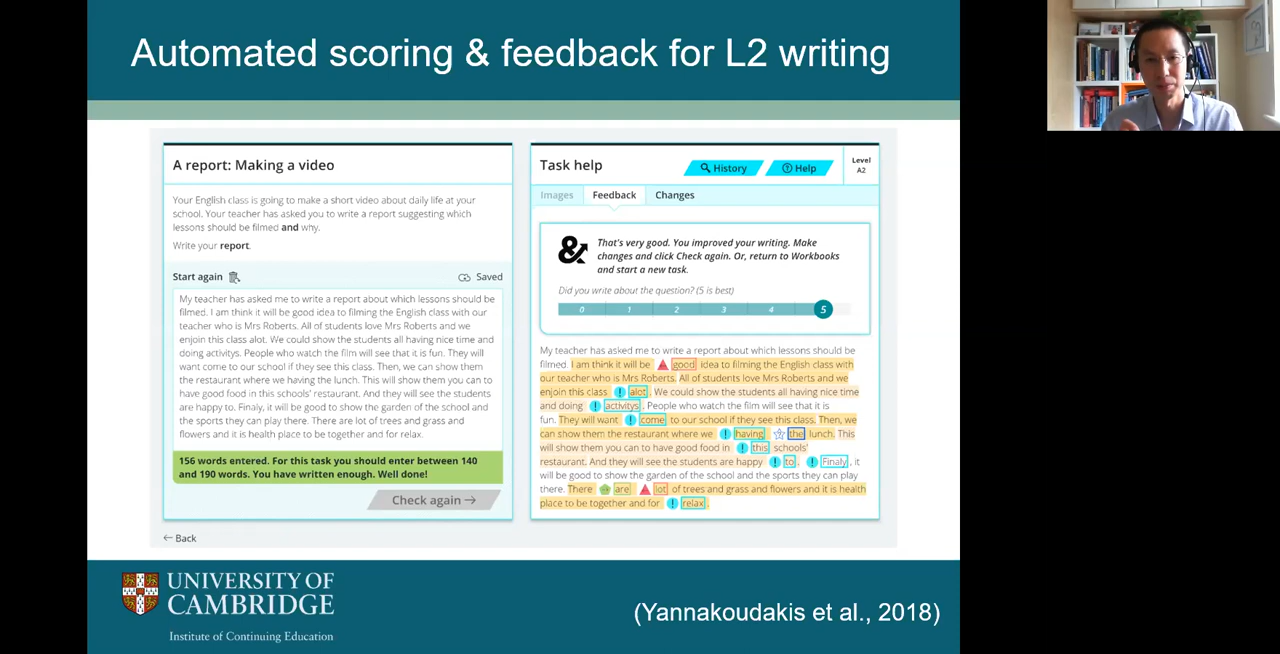 Automated scoring & feedback for L2 writing
A report: Making a video
Your English class is going to make a short video about daily life at your
school. Your teacher has asked you to write a report suggesting which
lessons should be filmed and why.
Write your report.
Start again
Saved
My teacher has asked me to write a report about which lessons should be
filmed. I am think it will be good idea to filming the English class with our
teacher who is Mrs Roberts. All of students love Mrs Roberts and we
enjoin this class alot. We could show the students all having nice time and
doing activitys. People who watch the film will see that it is fun. They will
want come to our school if they see this class. Then, we can show them
the restaurant where we having the lunch. This will show them you can to
have good food in this schools' restaurant. And they will see the students
are happy to. Finaly, it will be good to show the garden of the school and
the sports they can play there. There are lot of trees and grass and
flowers and it is health place to be together and for relax.
156 words entered. For this task you should enter between 140
and 190 words. You have written enough. Well done!
Check again →
← Back
Task help
History
Help
Level
A2
Images
Feedback
Changes
That's very good. You improved your writing. Make
changes and click Check again. Or, return to Workbooks
and start a new task.
Did you write about the question? (5 is best)
0 1 2 3 4 5
My teacher has asked me to write a report about which lessons should be
filmed. I am think it will be good idea to filming the English class with
our teacher who is Mrs Roberts. All of students love Mrs Roberts and we
enjoin this class alot. We could show the students all having nice time
and doing activitys. People who watch the film will see that it is
fun. They will want come to our school if they see this class. Then, we
can show them the restaurant where we having the lunch. This
will show them you can to have good food in this schools'
restaurant. And they will see the students are happy to. Finaly, it
will be good to show the garden of the school and the sports they can play
there. There are lot of trees and grass and flowers and it is health
place to be together and for relax.
UNIVERSITY OF
CAMBRIDGE
Institute of Continuing Education
(Yannakoudakis et al., 2018)